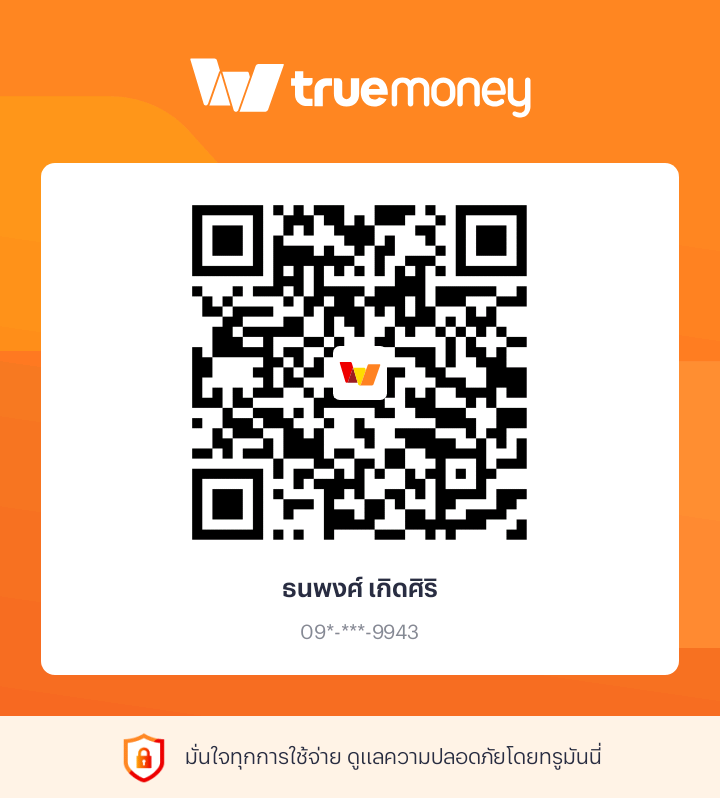 truemoney
ธนพงศ์ เกิดศิริ
09*-***-9943
มั่นใจทุกการใช้จ่าย ดูแลความปลอดภัยโดยทรูมันนี่